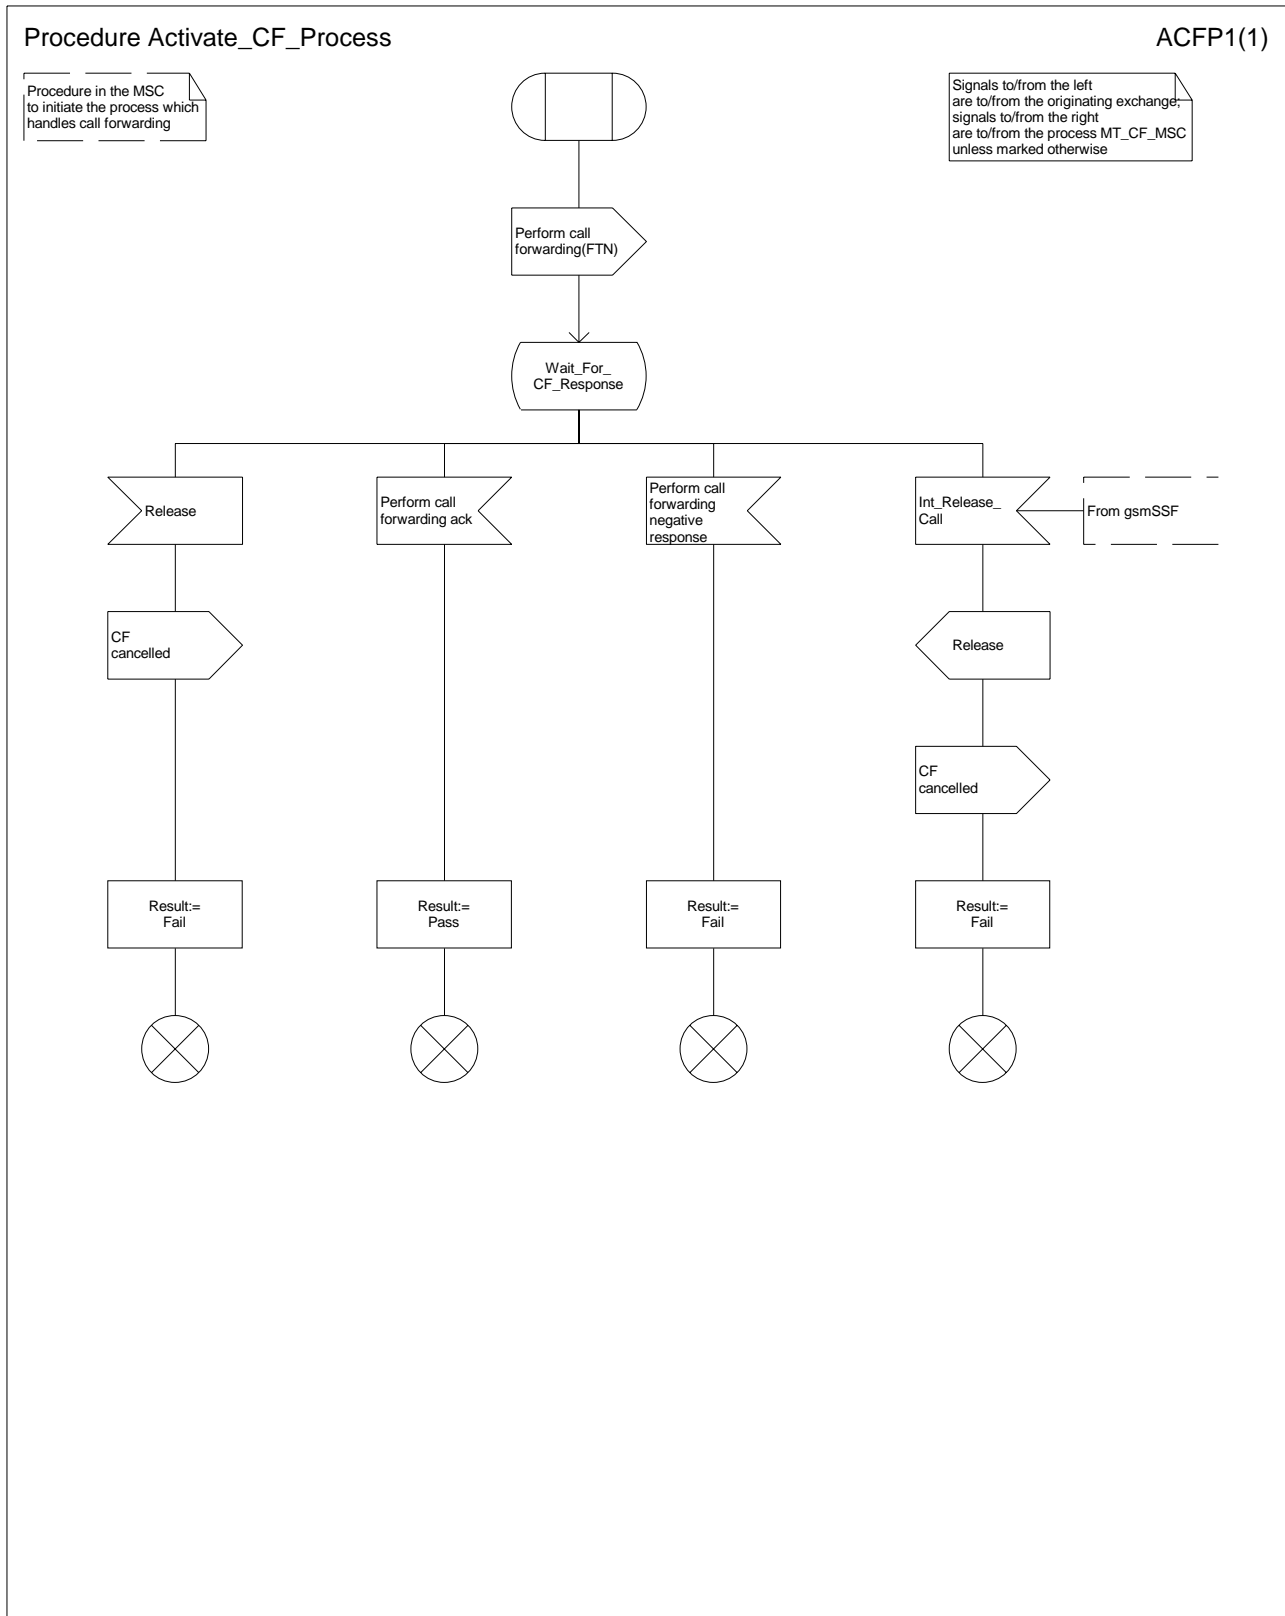 Procedure Activate_CF_Process
ACFP1(1)
Procedure in the MSC
to initiate the process which
handles call forwarding
Signals to/from the left
are to/from the originating exchange;
signals to/from the right
are to/from the process MT_CF_MSC
unless marked otherwise
Perform call
forwarding(FTN)
Wait_For_
CF_Response
Release
Perform call
forwarding ack
Perform call
forwarding
negative
response
Int_Release_
Call
From gsmSSF
CF
cancelled
Release
CF
cancelled
Result:=
Fail
Result:=
Pass
Result:=
Fail
Result:=
Fail